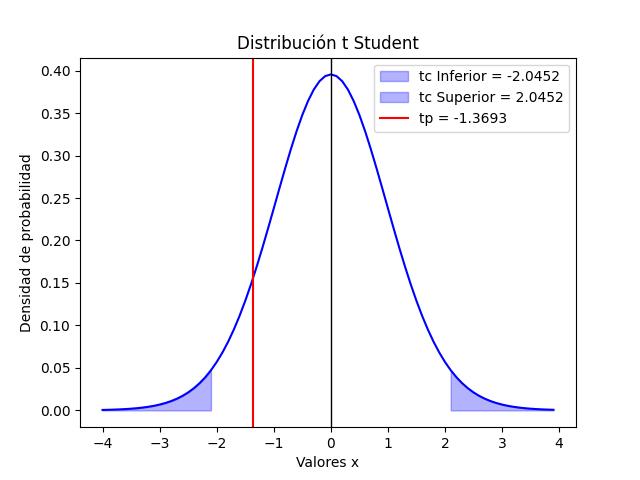 Distribución t Student
tc Inferior = -2.0452
tc Superior = 2.0452
tp = -1.3693
0.40
0.35
0.30
0.25
0.20
0.15
0.10
0.05
0.00
Densidad de probabilidad
−4 −3 −2 −1 0 1 2 3 4
Valores x